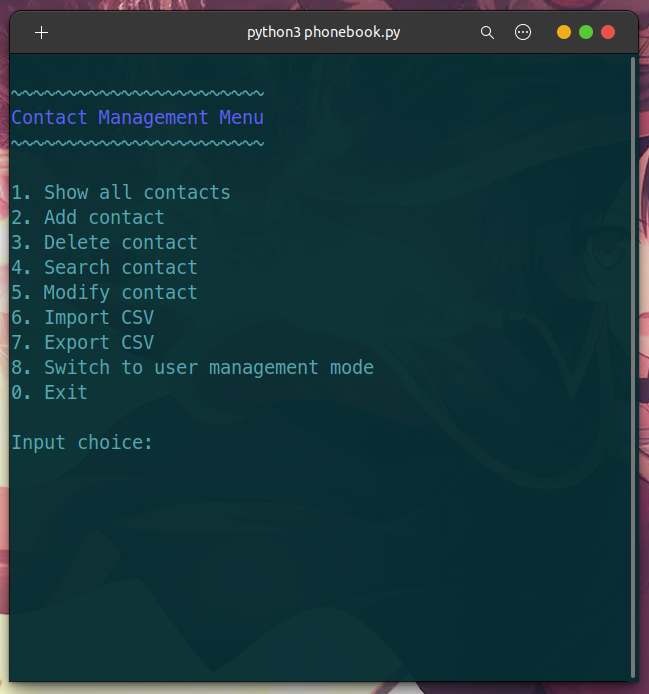 python3 phonebook.py
~~~~~~~~~~~~~~~~~~~~~~~
Contact Management Menu
~~~~~~~~~~~~~~~~~~~~~~~
1. Show all contacts
2. Add contact
3. Delete contact
4. Search contact
5. Modify contact
6. Import CSV
7. Export CSV
8. Switch to user management mode
0. Exit
Input choice: